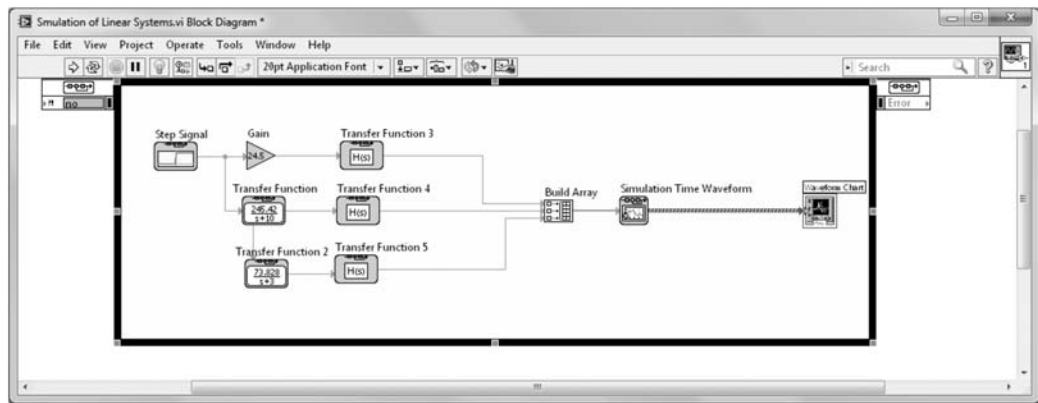 Smulation of Linear Systems.vi Block Diagram *
File Edit View Project Operate Tools Window Help
20pt Application Font
Search
?
1
no
Error
Step Signal
Gain
24.5
Transfer Function 3
H(s)
Transfer Function
245.42
s+10
Transfer Function 4
H(s)
Transfer Function 2
73.828
s+3
Transfer Function 5
H(s)
Build Array
Simulation Time Waveform
Waveform Chart